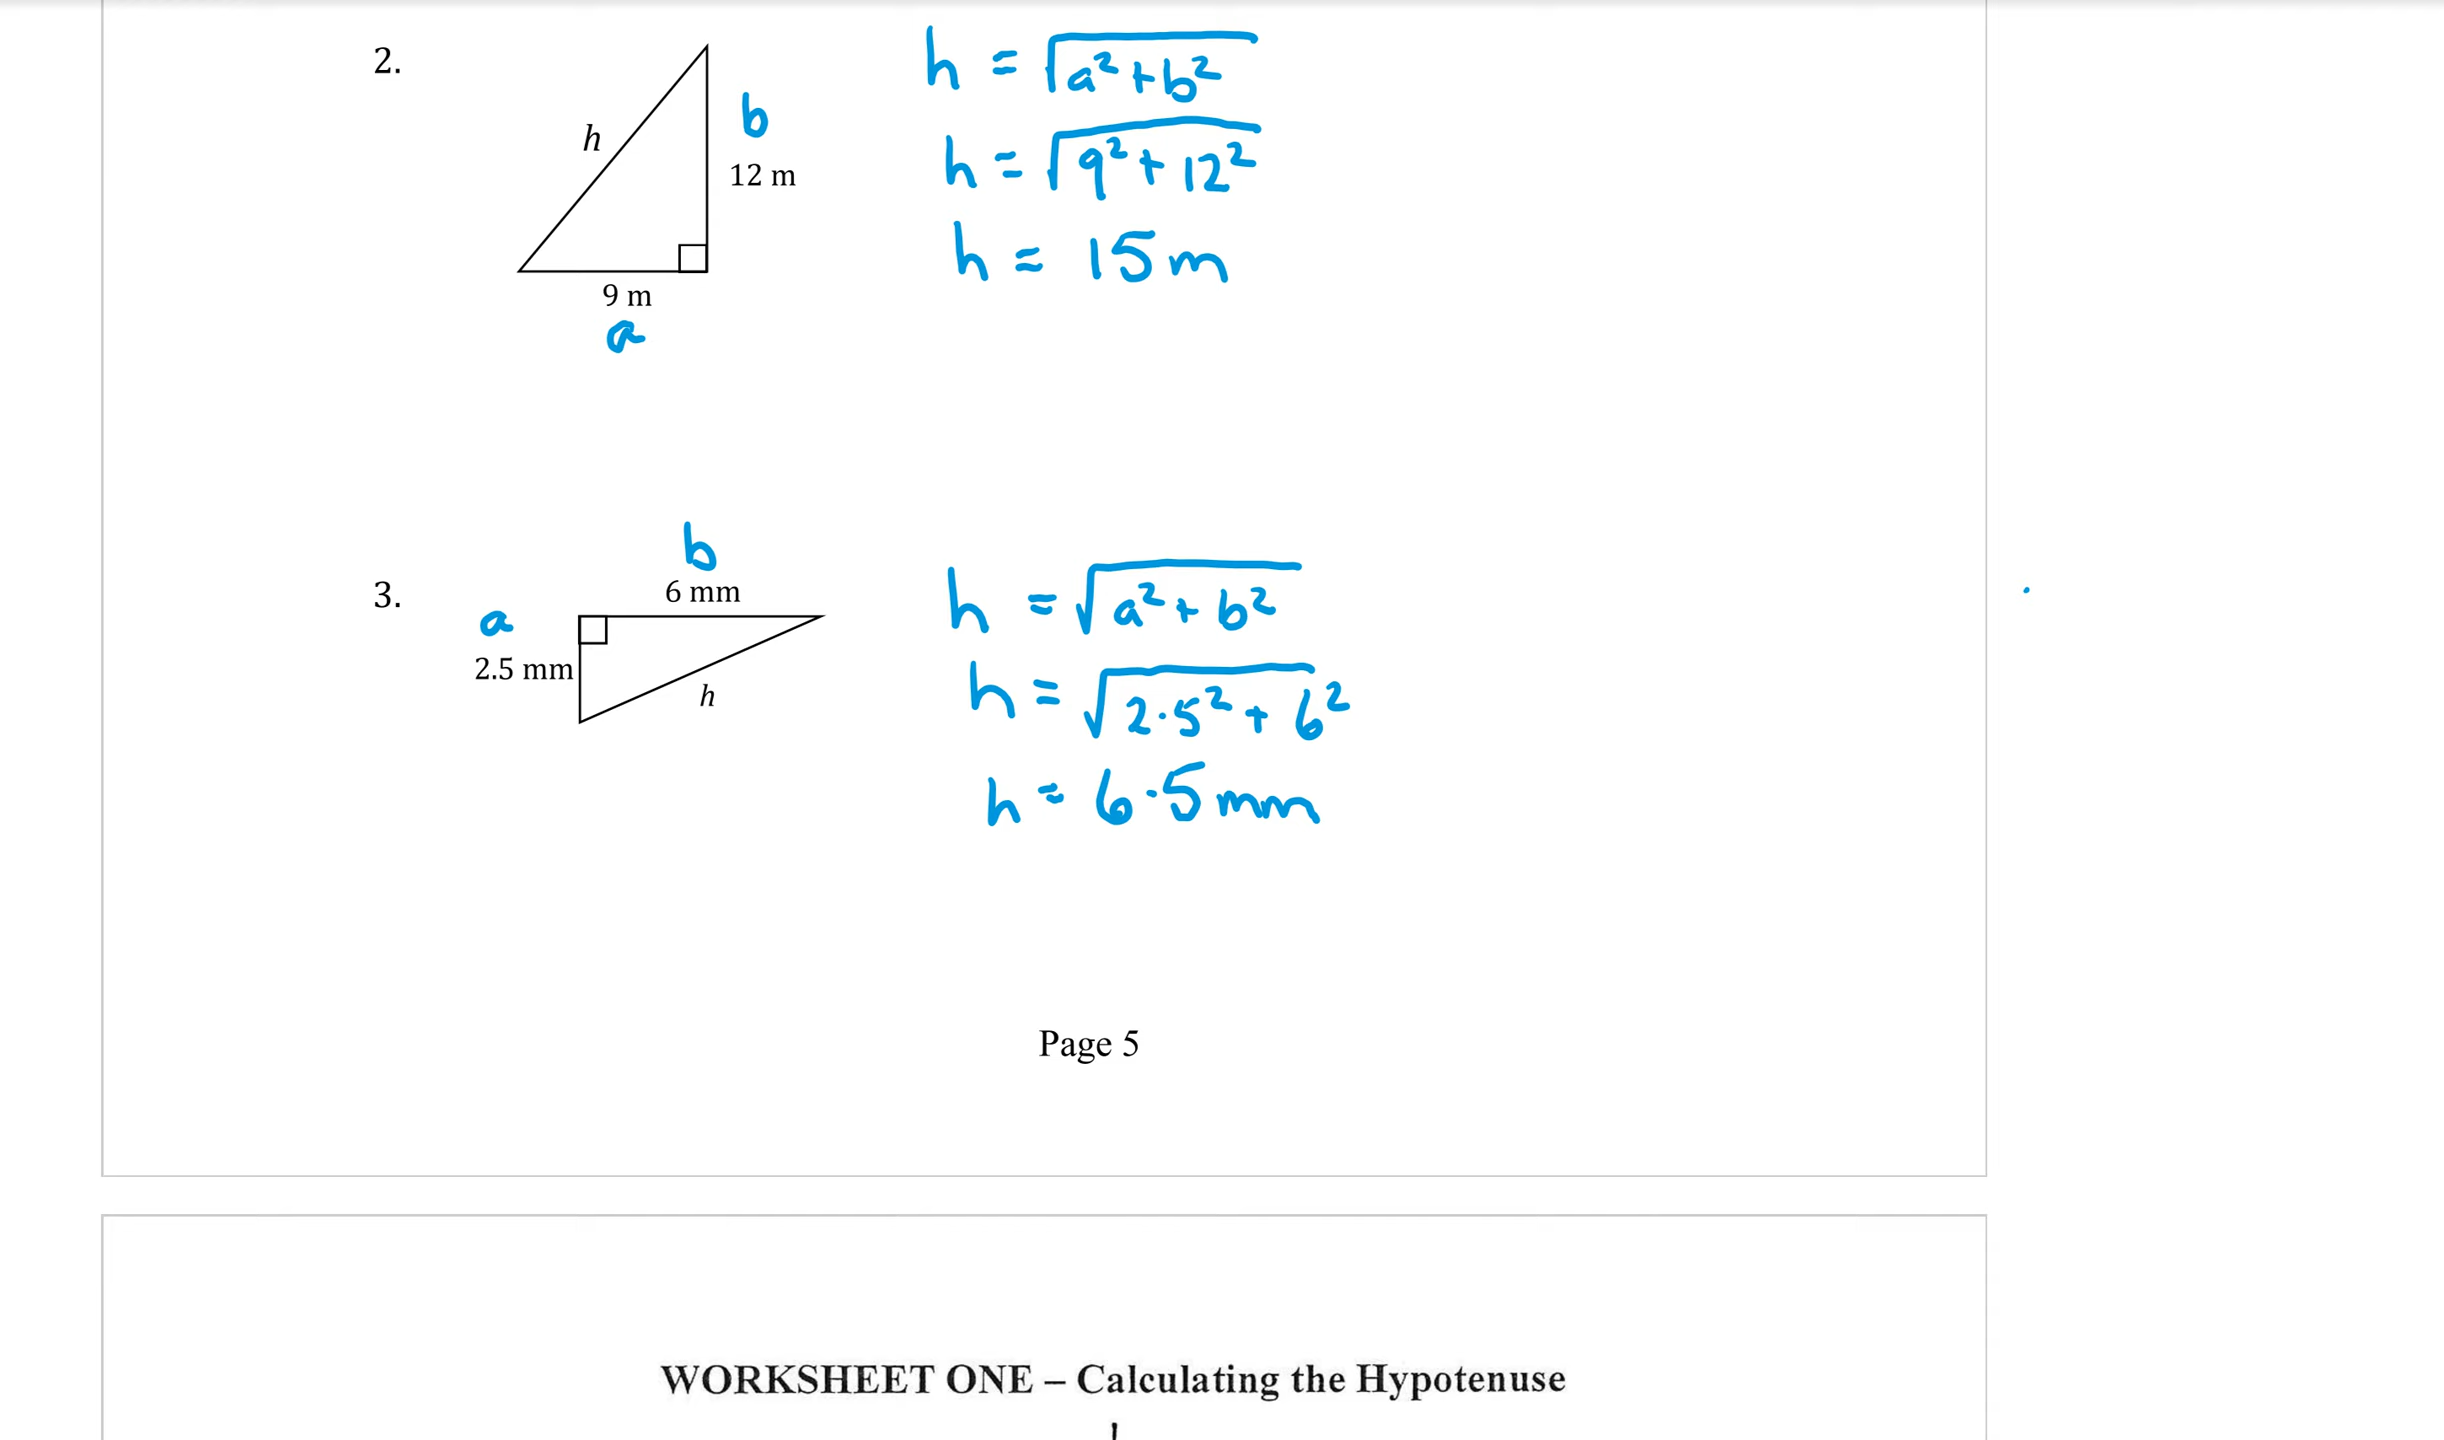 2.
h
b
12 m
9 m
a
h = √a²+b²
h = √9²+12²
h = 15m
3.
b
6 mm
a
2.5 mm
h
h = √a²+b²
h = √2·5²+6²
h = 6·5mm
Page 5
WORKSHEET ONE – Calculating the Hypotenuse